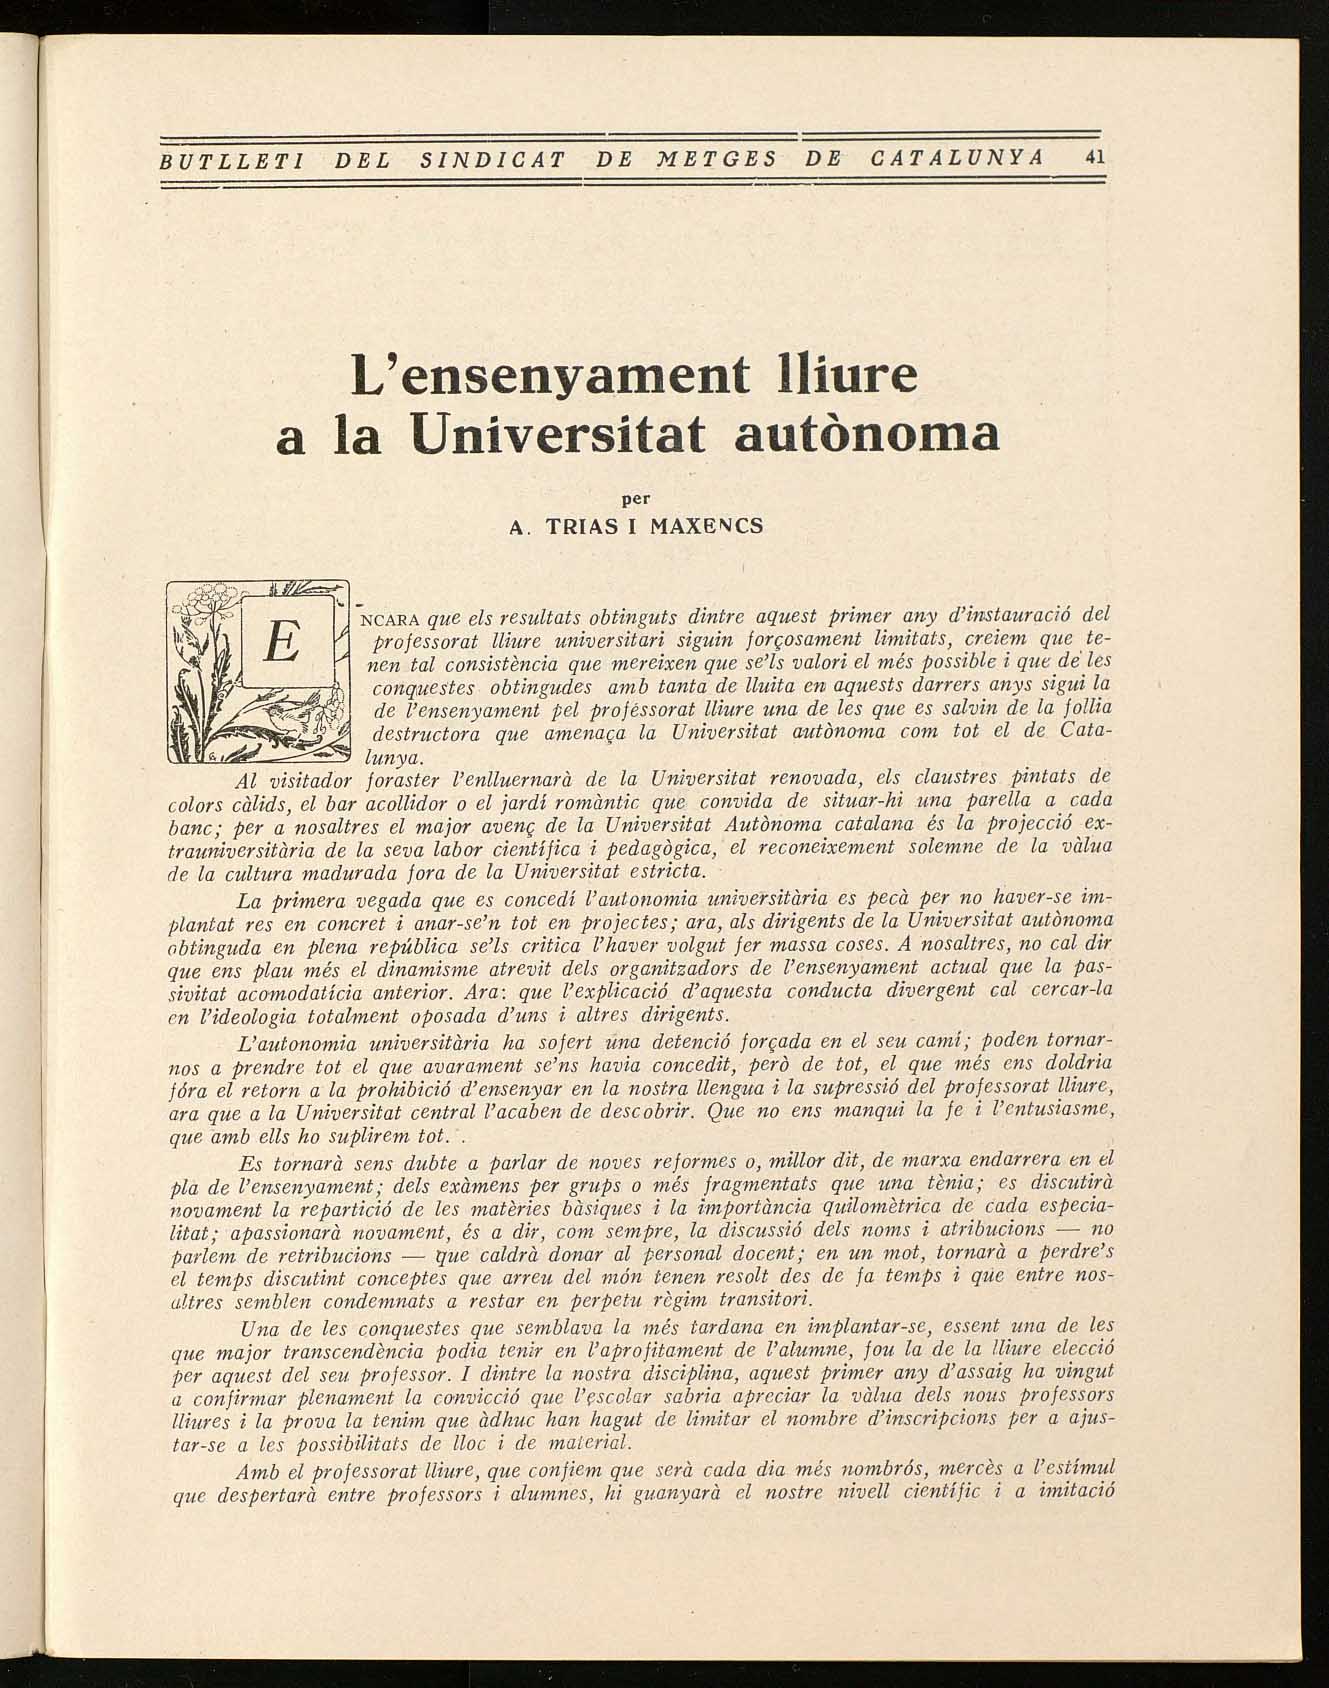 BUTLLETI DEL SINDICAT DE METGES DE CATALUNYA 41
L'ensenyament lliure
a la Universitat autònoma
per
A. TRIAS I MAXENCS
ENCARA que els resultats obtinguts dintre aquest primer any d'instauració del
professorat lliure universitari siguin forçosament limitats, creiem que te-
nen tal consistència que mereixen que se'ls valori el més possible i que de les
conquestes obtingudes amb tanta de lluita en aquests darrers anys sigui la
de l'ensenyament pel professorat lliure una de les que es salvin de la follia
destructora que amenaça la Universitat autònoma com tot el de Cata-
lunya.
Al visitador foraster l'enlluernarà de la Universitat renovada, els claustres pintats de
colors càlids, el bar acollidor o el jardí romàntic que convida de situar-hi una parella a cada
banc; per a nosaltres el major avenç de la Universitat Autònoma catalana és la projecció ex-
trauniversitària de la seva labor científica i pedagògica, el reconeixement solemne de la vàlua
de la cultura madurada fora de la Universitat estricta.
La primera vegada que es concedí l'autonomia universitària es pecà per no haver-se im-
plantat res en concret i anar-se'n tot en projectes; ara, als dirigents de la Universitat autònoma
obtinguda en plena república se'ls critica l'haver volgut fer massa coses. A nosaltres, no cal dir
que ens plau més el dinamisme atrevit dels organitzadors de l'ensenyament actual que la pas-
sivitat acomodatícia anterior. Ara: que l'explicació d'aquesta conducta divergent cal cercar-la
en l'ideologia totalment oposada d'uns i altres dirigents.
L'autonomia universitària ha sofert una detenció forçada en el seu camí; poden tornar-
nos a prendre tot el que avarament se'ns havia concedit, però de tot, el que més ens doldria
fóra el retorn a la prohibició d'ensenyar en la nostra llengua i la supressió del professorat lliure,
ara que a la Universitat central l'acaben de descobrir. Que no ens manqui la fe i l'entusiasme,
que amb ells ho suplirem tot.
Es tornarà sens dubte a parlar de noves reformes o, millor dit, de marxa endarrera en el
pla de l'ensenyament; dels exàmens per grups o més fragmentats que una tènia; es discutirà
novament la repartició de les matèries bàsiques i la importància quilomètrica de cada especia-
litat; apassionarà novament, és a dir, com sempre, la discussió dels noms i atribucions — no
parlem de retribucions — que caldrà donar al personal docent; en un mot, tornarà a perdre's
el temps discutint conceptes que arreu del món tenen resolt des de fa temps i que entre nos-
altres semblen condemnats a restar en perpetu règim transitori.
Una de les conquestes que semblava la més tardana en implantar-se, essent una de les
que major transcendència podia tenir en l'aprofitament de l'alumne, fou la de la lliure elecció
per aquest del seu professor. I dintre la nostra disciplina, aquest primer any d'assaig ha vingut
a confirmar plenament la convicció que l'escolar sabria apreciar la vàlua dels nous professors
lliures i la prova la tenim que àdhuc han hagut de limitar el nombre d'inscripcions per a ajus-
tar-se a les possibilitats de lloc i de material.
Amb el professorat lliure, que confiem que serà cada dia més nombrós, mercès a l'estímul
que despertarà entre professors i alumnes, hi guanyarà el nostre nivell científic i a imitació